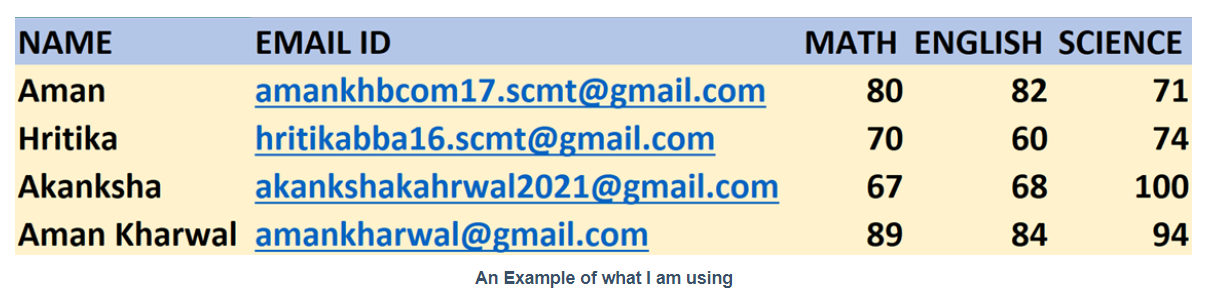 NAME EMAIL ID MATH ENGLISH SCIENCE
Aman amankhbcom17.scmt@gmail.com 80 82 71
Hritika hritikabba16.scmt@gmail.com 70 60 74
Akanksha akankshakahrwal2021@gmail.com 67 68 100
Aman Kharwal amankharwal@gmail.com 89 84 94
An Example of what I am using